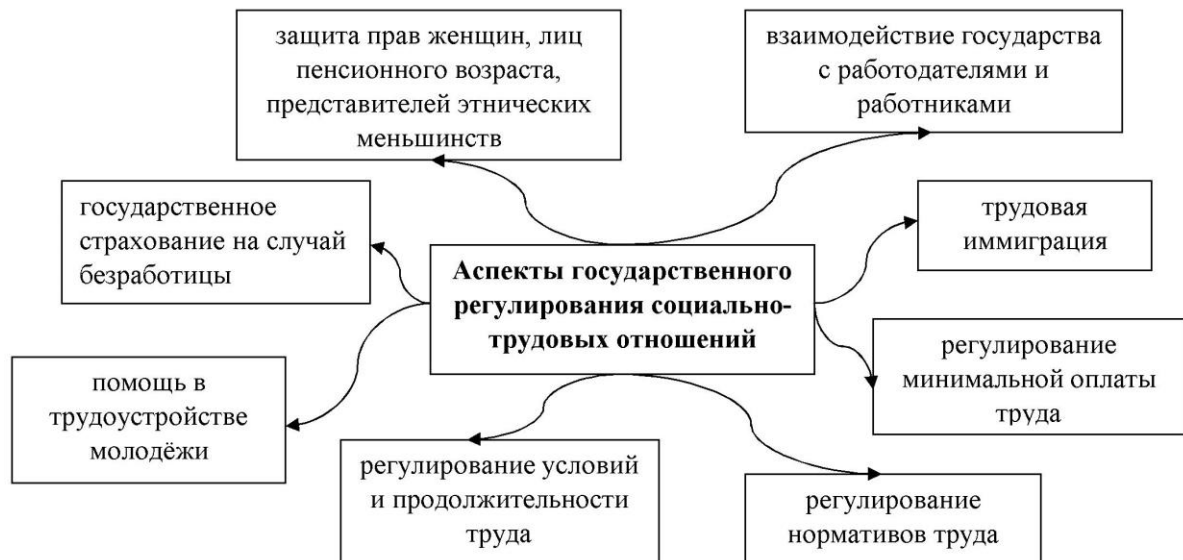 защита прав женщин, лиц
пенсионного возраста,
представителей этнических
меньшинств
взаимодействие государства
с работодателями и
работниками
государственное
страхование на случай
безработицы
Аспекты государственного
регулирования социально-
трудовых отношений
трудовая
иммиграция
помощь в
трудоустройстве
молодёжи
регулирование
минимальной оплаты
труда
регулирование условий
и продолжительности
труда
регулирование
нормативов труда